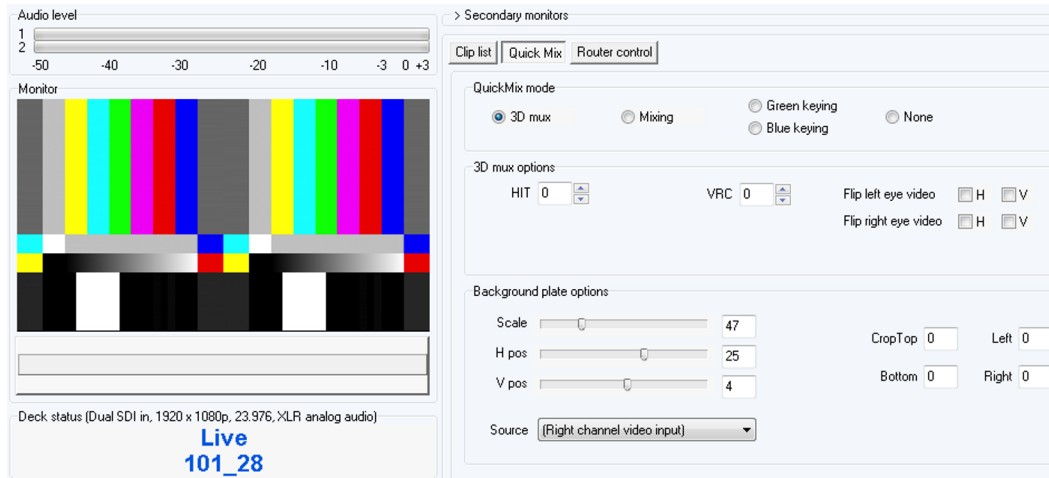 Audio level
1
2
-50 -40 -30 -20 -10 -3 0 +3
Monitor
Deck status (Dual SDI in, 1920 x 1080p, 23.976, XLR analog audio)
Live
101_28
> Secondary monitors
Clip list Quick Mix Router control
QuickMix mode
3D mux Mixing Green keying None
Blue keying
3D mux options
HIT 0 VRC 0 Flip left eye video H V
Flip right eye video H V
Background plate options
Scale 47
H pos 25
V pos 4
CropTop 0 Left 0
Bottom 0 Right 0
Source (Right channel video input)